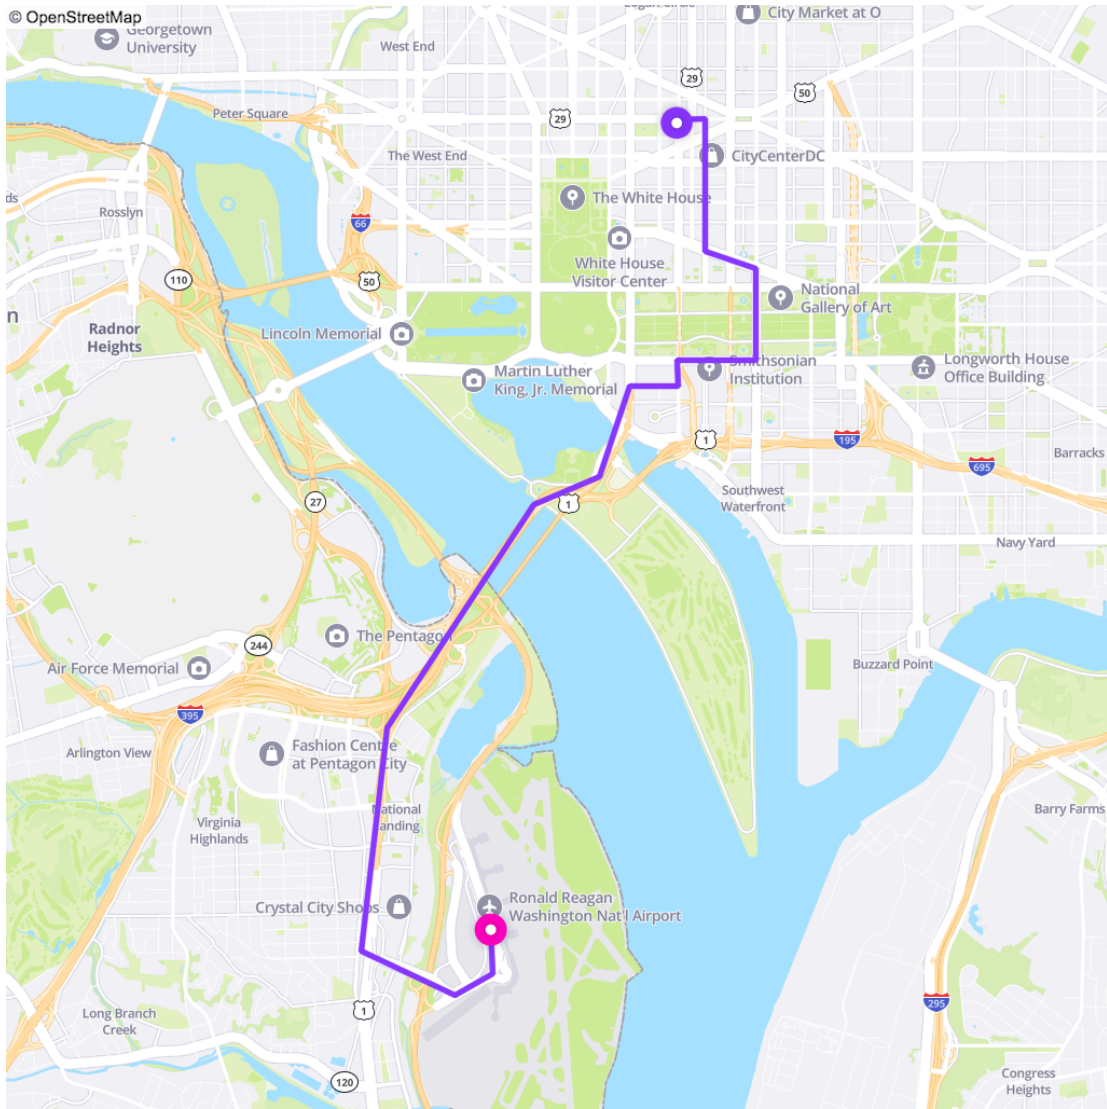 © OpenStreetMap
Logan Circle
City Market at O
Georgetown
University
West End
29
50
Peter Square
29
The West End
CityCenterDC
ds
The White House
Rosslyn
66
White House
Visitor Center
110
50
National
Gallery of Art
n
Radnor
Heights
Lincoln Memorial
Smithsonian
Institution
Longworth House
Office Building
Martin Luther
King, Jr. Memorial
1
195
Barracks
695
27
1
Southwest
Waterfront
Navy Yard
The Pentagon
244
Air Force Memorial
Buzzard Point
395
Arlington View
Fashion Centre
at Pentagon City
National
Landing
Virginia
Highlands
Barry Farms
Crystal City Shops
Ronald Reagan
Washington Nat'l Airport
295
Long Branch
Creek
1
120
Congress
Heights